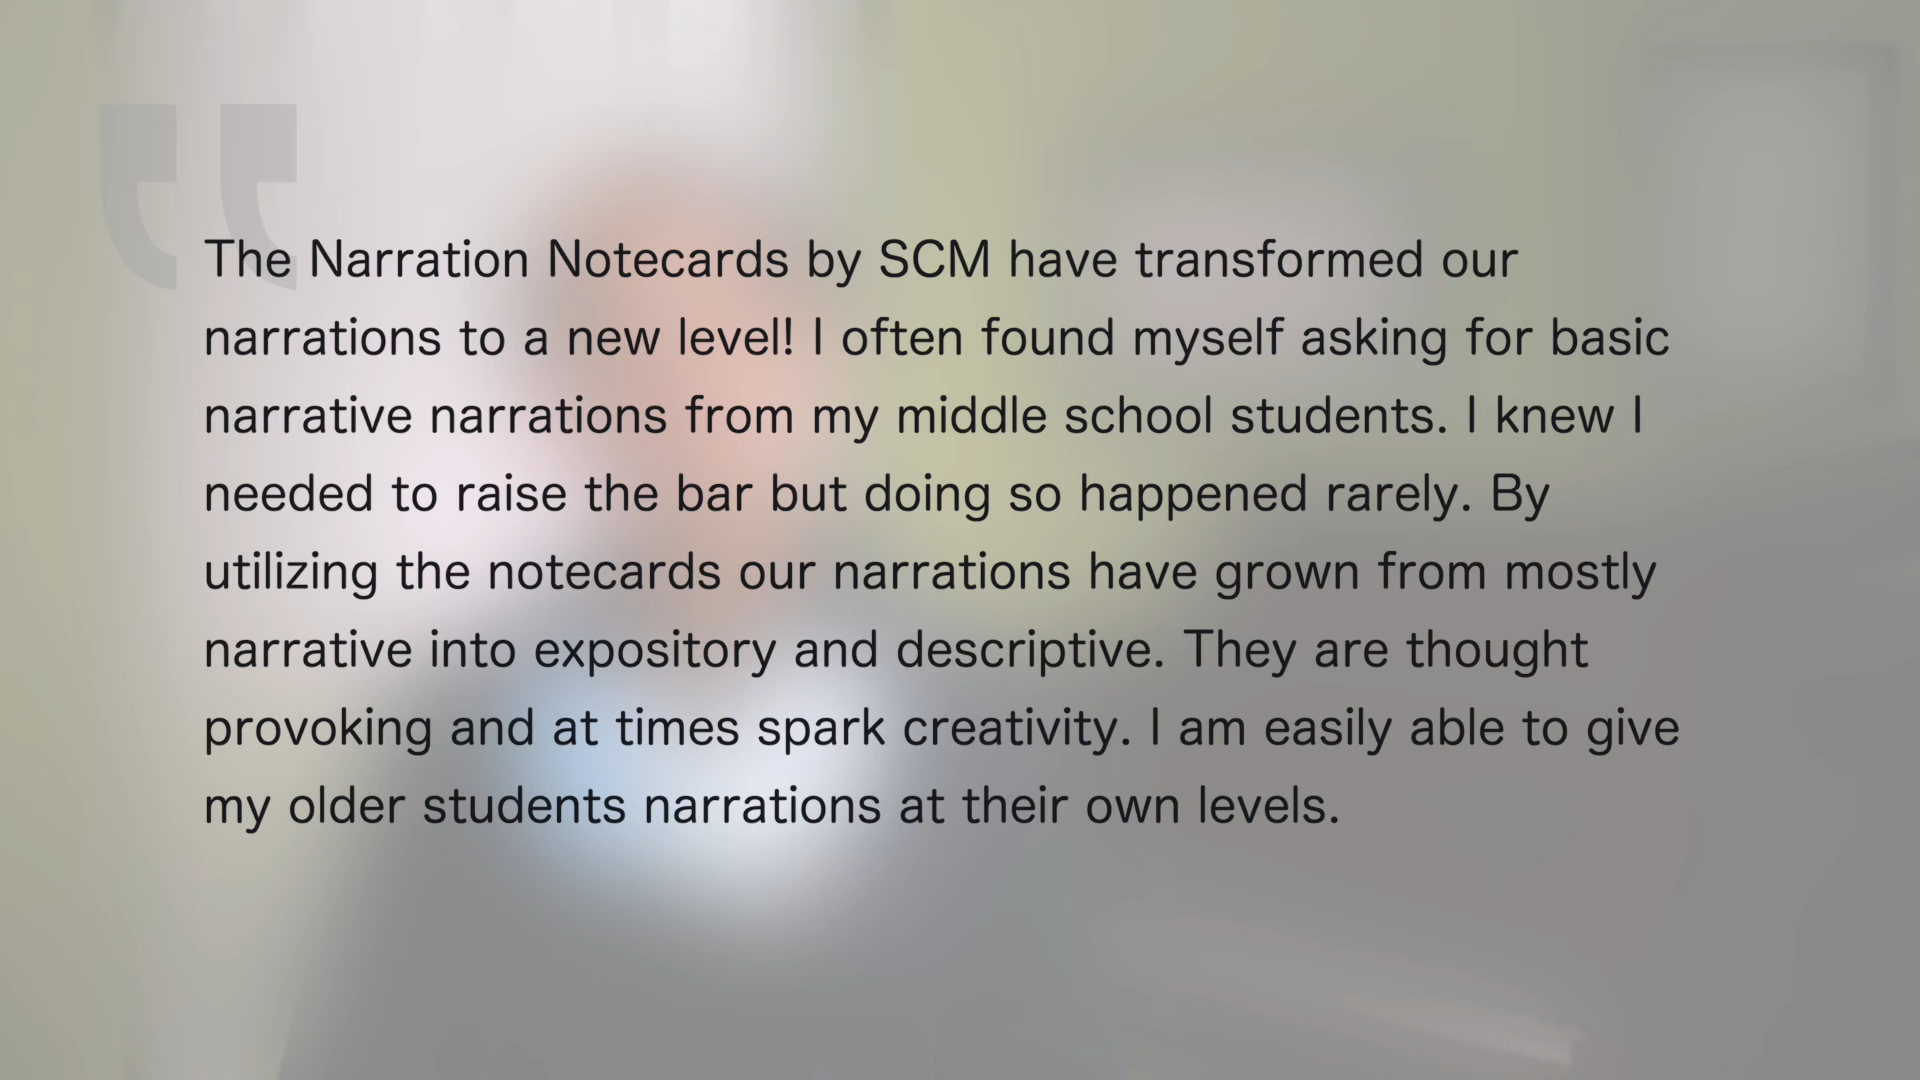 The Narration Notecards by SCM have transformed our
narrations to a new level! I often found myself asking for basic
narrative narrations from my middle school students. I knew I
needed to raise the bar but doing so happened rarely. By
utilizing the notecards our narrations have grown from mostly
narrative into expository and descriptive. They are thought
provoking and at times spark creativity. I am easily able to give
my older students narrations at their own levels.